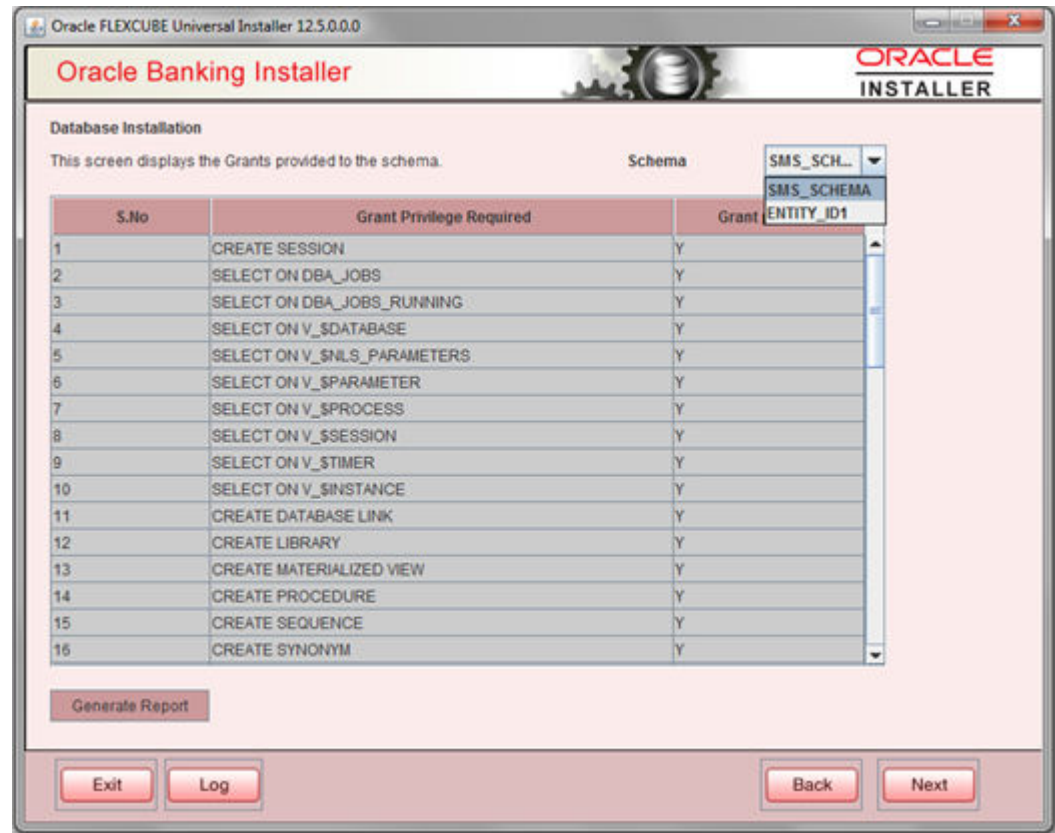 Oracle FLEXCUBE Universal Installer 12.5.0.0.0
Oracle Banking Installer
ORACLE
INSTALLER
Database Installation
This screen displays the Grants provided to the schema. Schema SMS_SCH...
SMS_SCHEMA
ENTITY_ID1
S.No Grant Privilege Required Grant
1 CREATE SESSION Y
2 SELECT ON DBA_JOBS Y
3 SELECT ON DBA_JOBS_RUNNING Y
4 SELECT ON V_$DATABASE Y
5 SELECT ON V_$NLS_PARAMETERS Y
6 SELECT ON V_$PARAMETER Y
7 SELECT ON V_$PROCESS Y
8 SELECT ON V_$SESSION Y
9 SELECT ON V_$TIMER Y
10 SELECT ON V_$INSTANCE Y
11 CREATE DATABASE LINK Y
12 CREATE LIBRARY Y
13 CREATE MATERIALIZED VIEW Y
14 CREATE PROCEDURE Y
15 CREATE SEQUENCE Y
16 CREATE SYNONYM Y
Generate Report
Exit Log Back Next